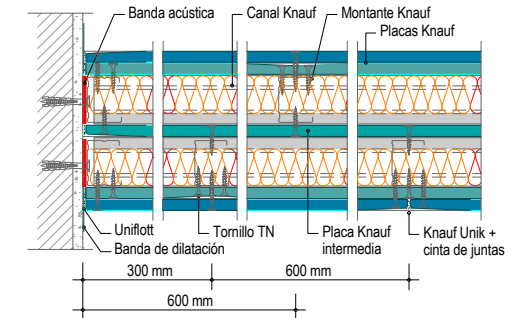 Banda acústica
Canal Knauf
Montante Knauf
Placas Knauf
Uniflott
Tornillo TN
Placa Knauf
intermedia
Knauf Unik +
cinta de juntas
Banda de dilatación
300 mm
600 mm
600 mm